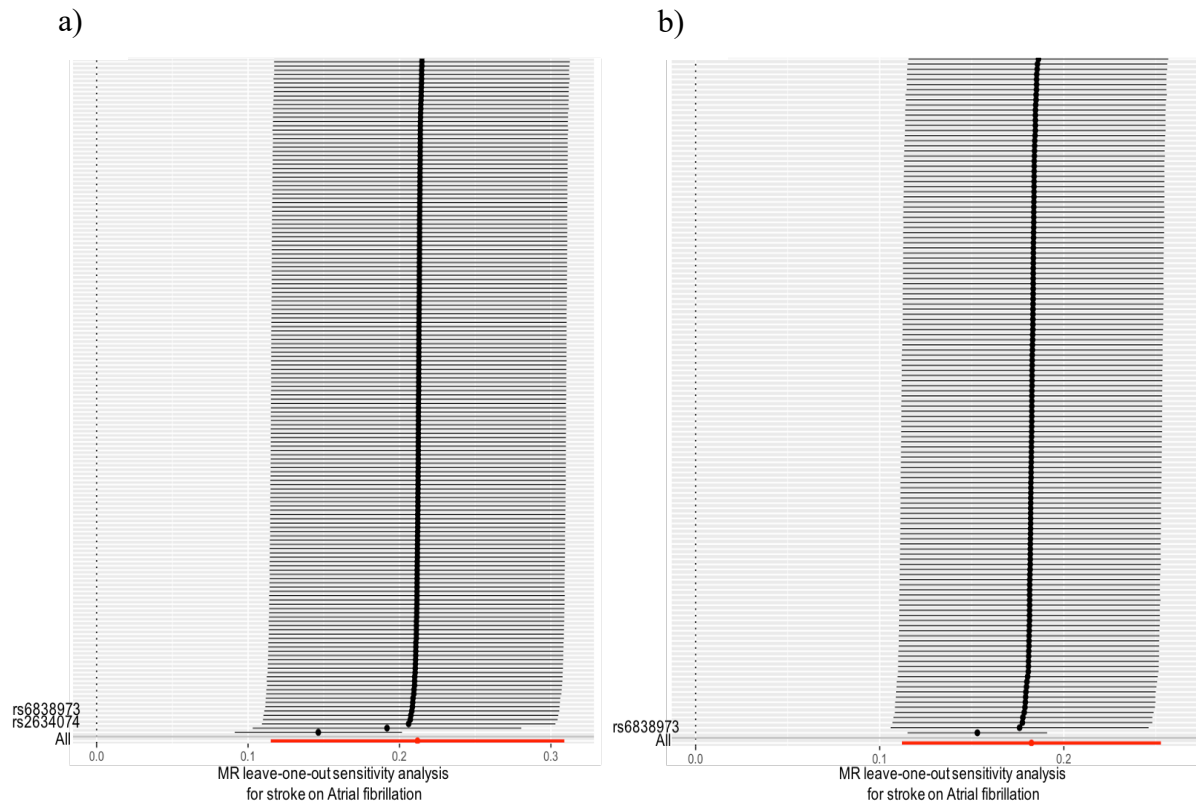 a)
b)
rs6838973
rs2634074
All
0.0
0.1
0.2
0.3
MR leave-one-out sensitivity analysis
for stroke on Atrial fibrillation
rs6838973
All
0.0
0.1
0.2
MR leave-one-out sensitivity analysis
for stroke on Atrial fibrillation